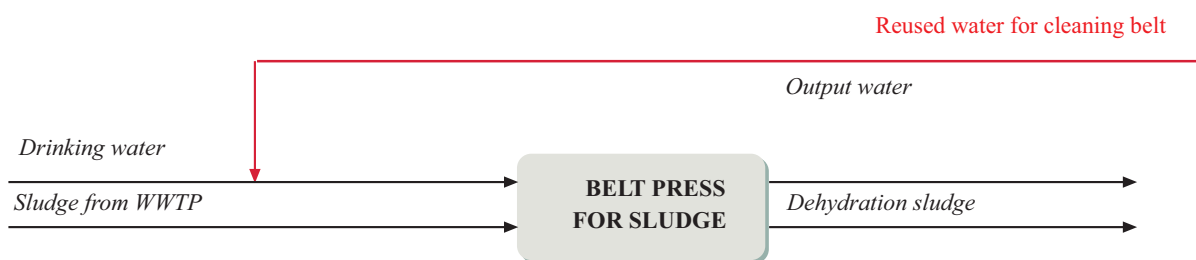 Reused water for cleaning belt
Output water
Drinking water
Sludge from WWTP
BELT PRESS
FOR SLUDGE
Dehydration sludge